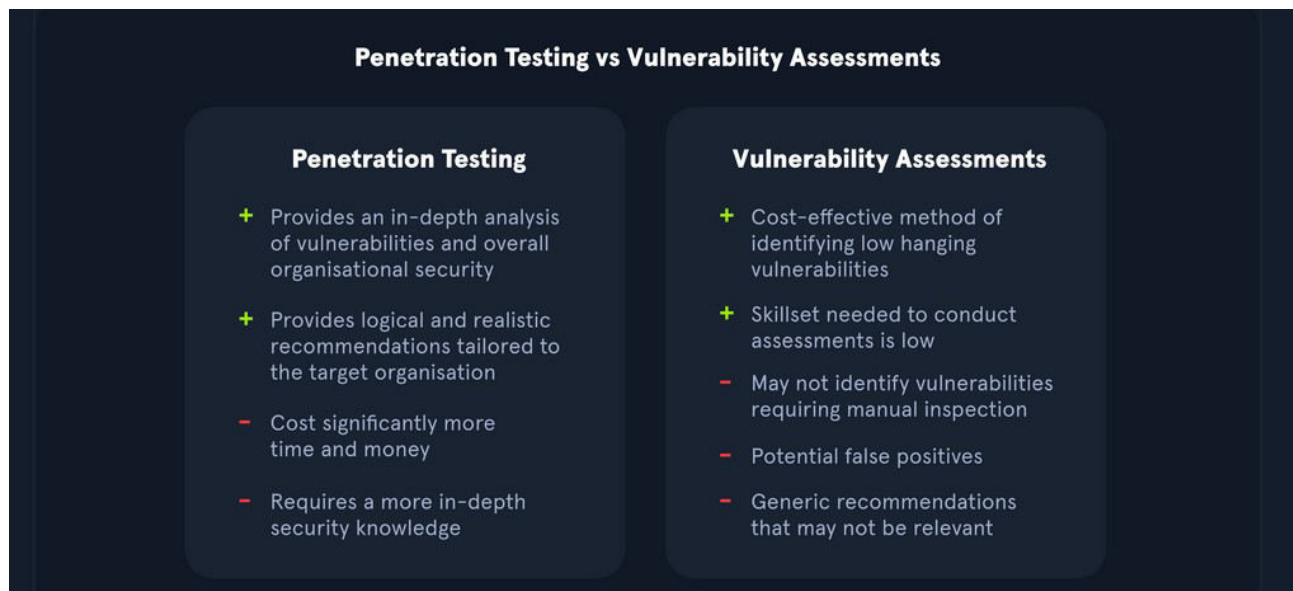 Penetration Testing vs Vulnerability Assessments
Penetration Testing
+ Provides an in-depth analysis
of vulnerabilities and overall
organisational security
+ Provides logical and realistic
recommendations tailored to
the target organisation
- Cost significantly more
time and money
- Requires a more in-depth
security knowledge
Vulnerability Assessments
+ Cost-effective method of
identifying low hanging
vulnerabilities
+ Skillset needed to conduct
assessments is low
- May not identify vulnerabilities
requiring manual inspection
- Potential false positives
- Generic recommendations
that may not be relevant